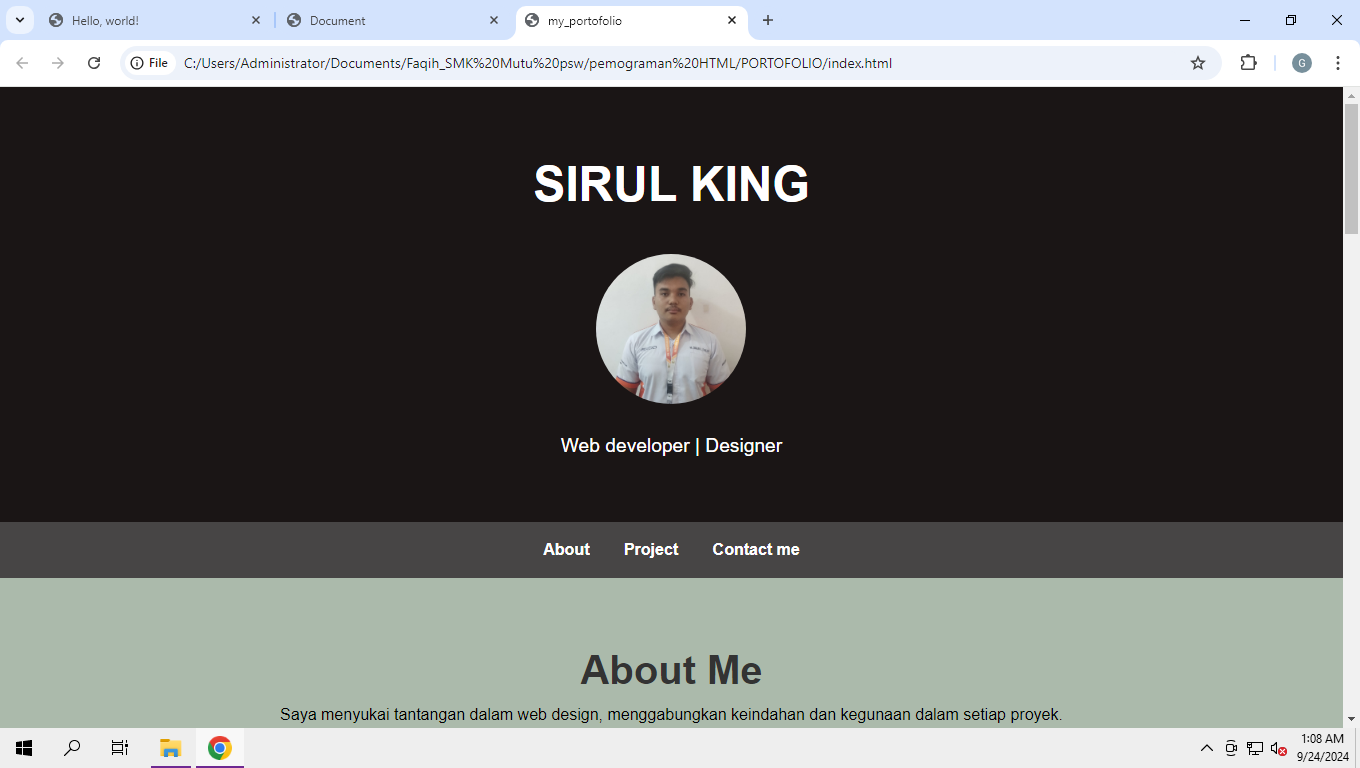 Hello, world!
Document
my_portofolio
File
C:/Users/Administrator/Documents/Faqih_SMK%20Mutu%20psw/pemograman%20HTML/PORTOFOLIO/index.html
G
SIRUL KING
Web developer | Designer
About Project Contact me
About Me
Saya menyukai tantangan dalam web design, menggabungkan keindahan dan kegunaan dalam setiap proyek.
1:08 AM
9/24/2024